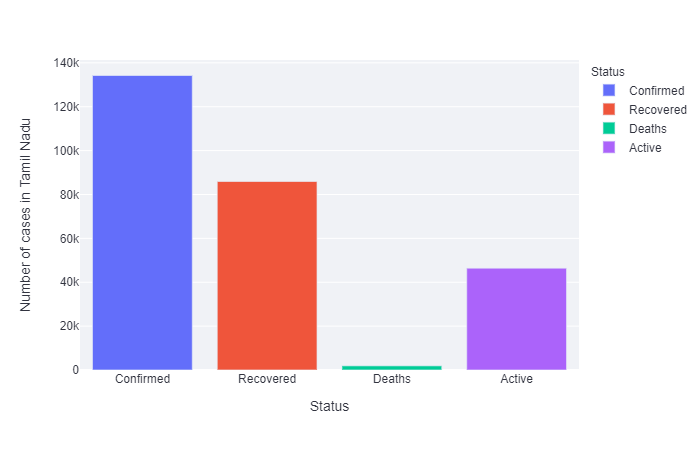 140k
120k
100k
80k
60k
40k
20k
0
Number of cases in Tamil Nadu
Confirmed Recovered Deaths Active
Status
Status
Confirmed
Recovered
Deaths
Active